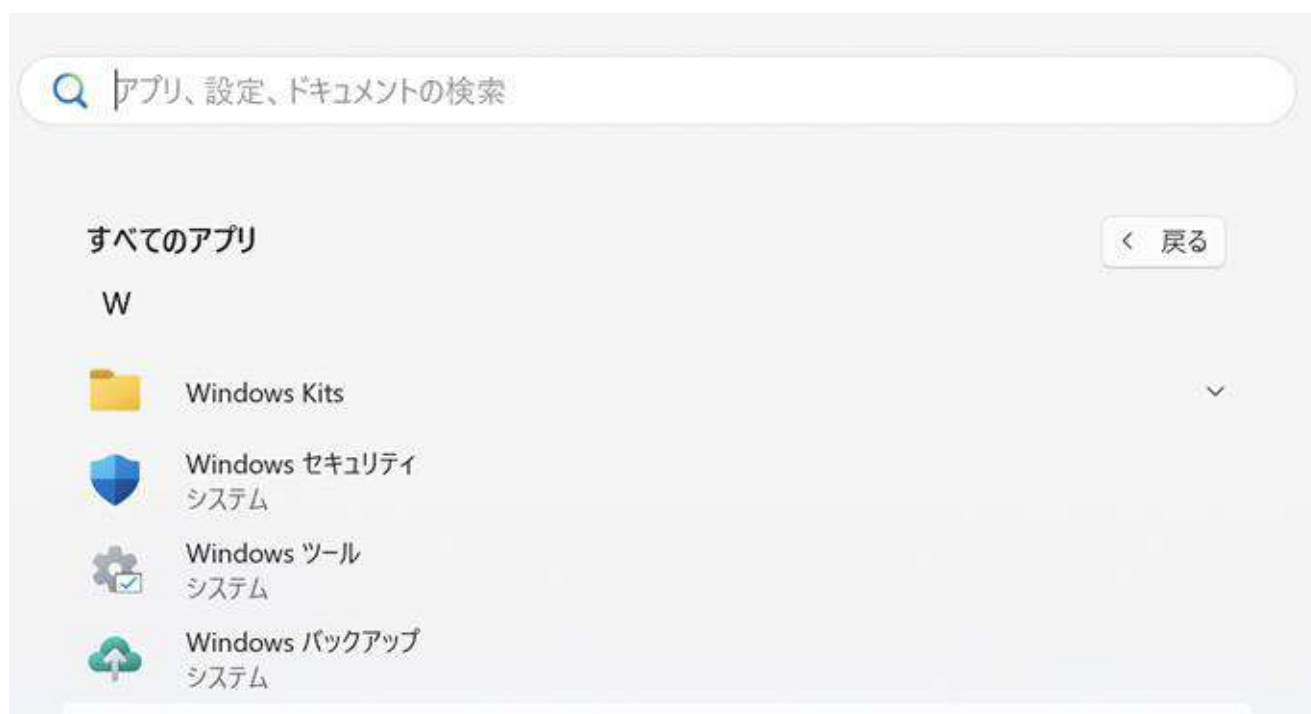 アプリ、設定、ドキュメントの検索
すべてのアプリ
戻る
W
Windows Kits
Windows セキュリティ
システム
Windows ツール
システム
Windows バックアップ
システム